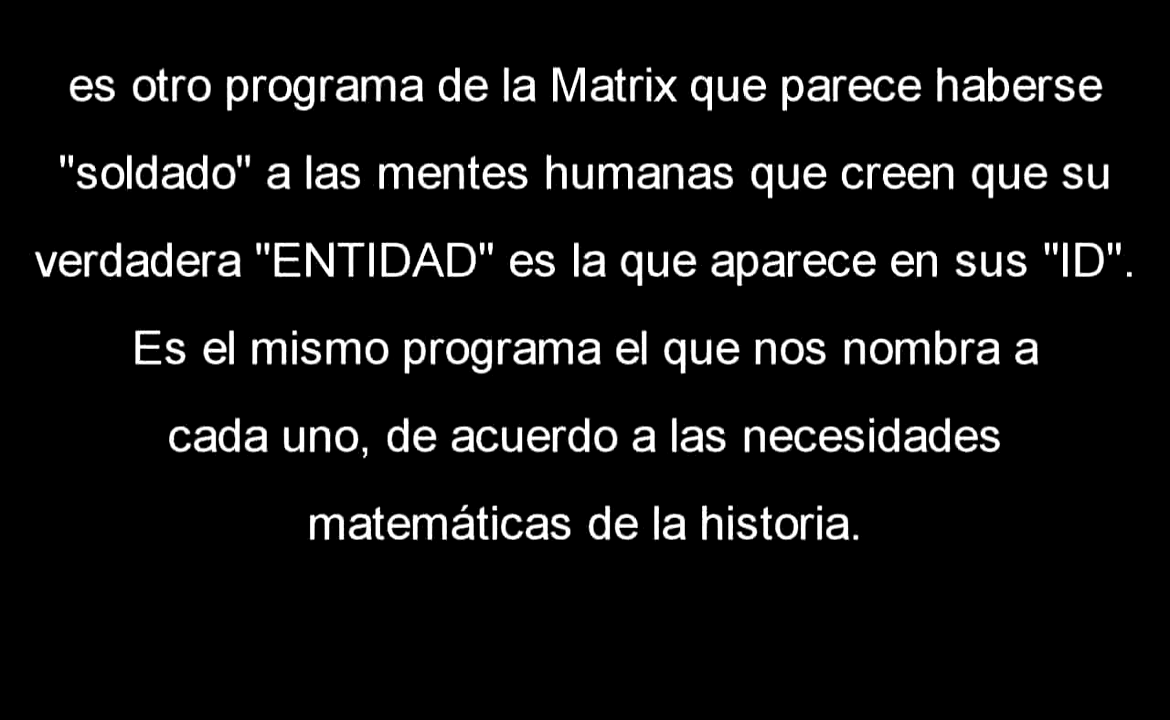 es otro programa de la Matrix que parece haberse
"soldado" a las mentes humanas que creen que su
verdadera "ENTIDAD" es la que aparece en sus "ID".
Es el mismo programa el que nos nombra a
cada uno, de acuerdo a las necesidades
matemáticas de la historia.